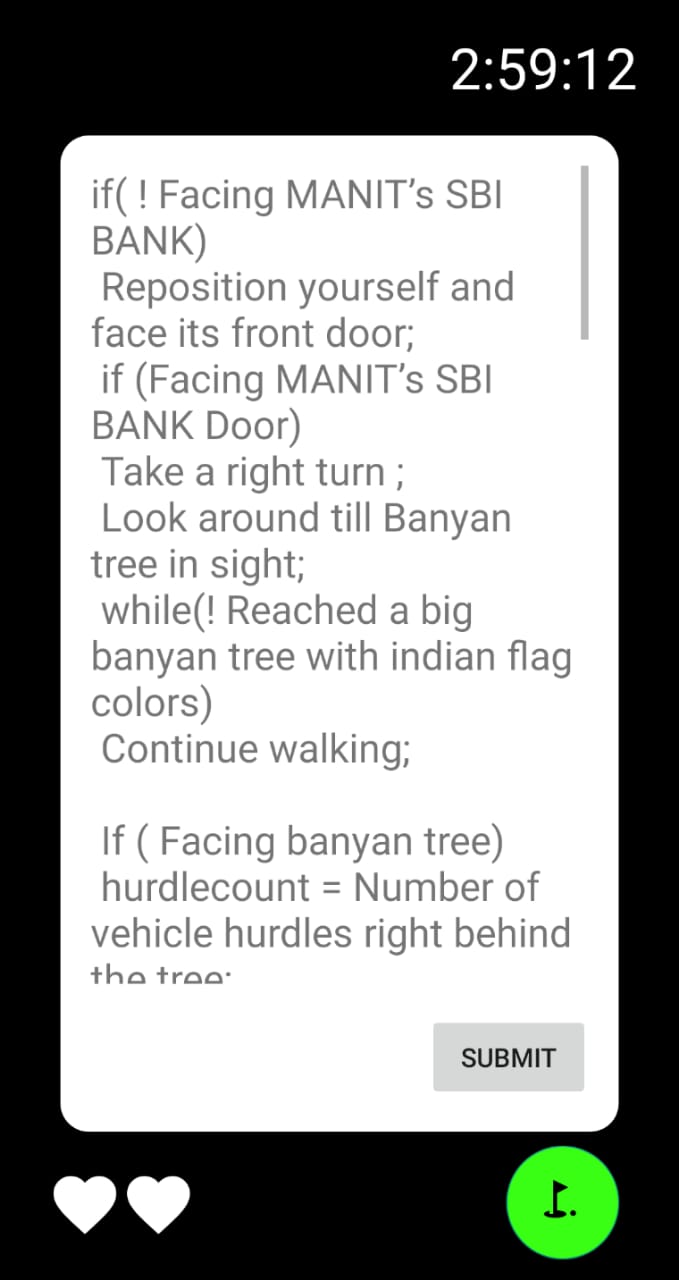 2:59:12
if( ! Facing MANIT’s SBI
BANK)
Reposition yourself and
face its front door;
if (Facing MANIT’s SBI
BANK Door)
Take a right turn ;
Look around till Banyan
tree in sight;
while(! Reached a big
banyan tree with indian flag
colors)
Continue walking;
If ( Facing banyan tree)
hurdlecount = Number of
vehicle hurdles right behind
the tree;
SUBMIT